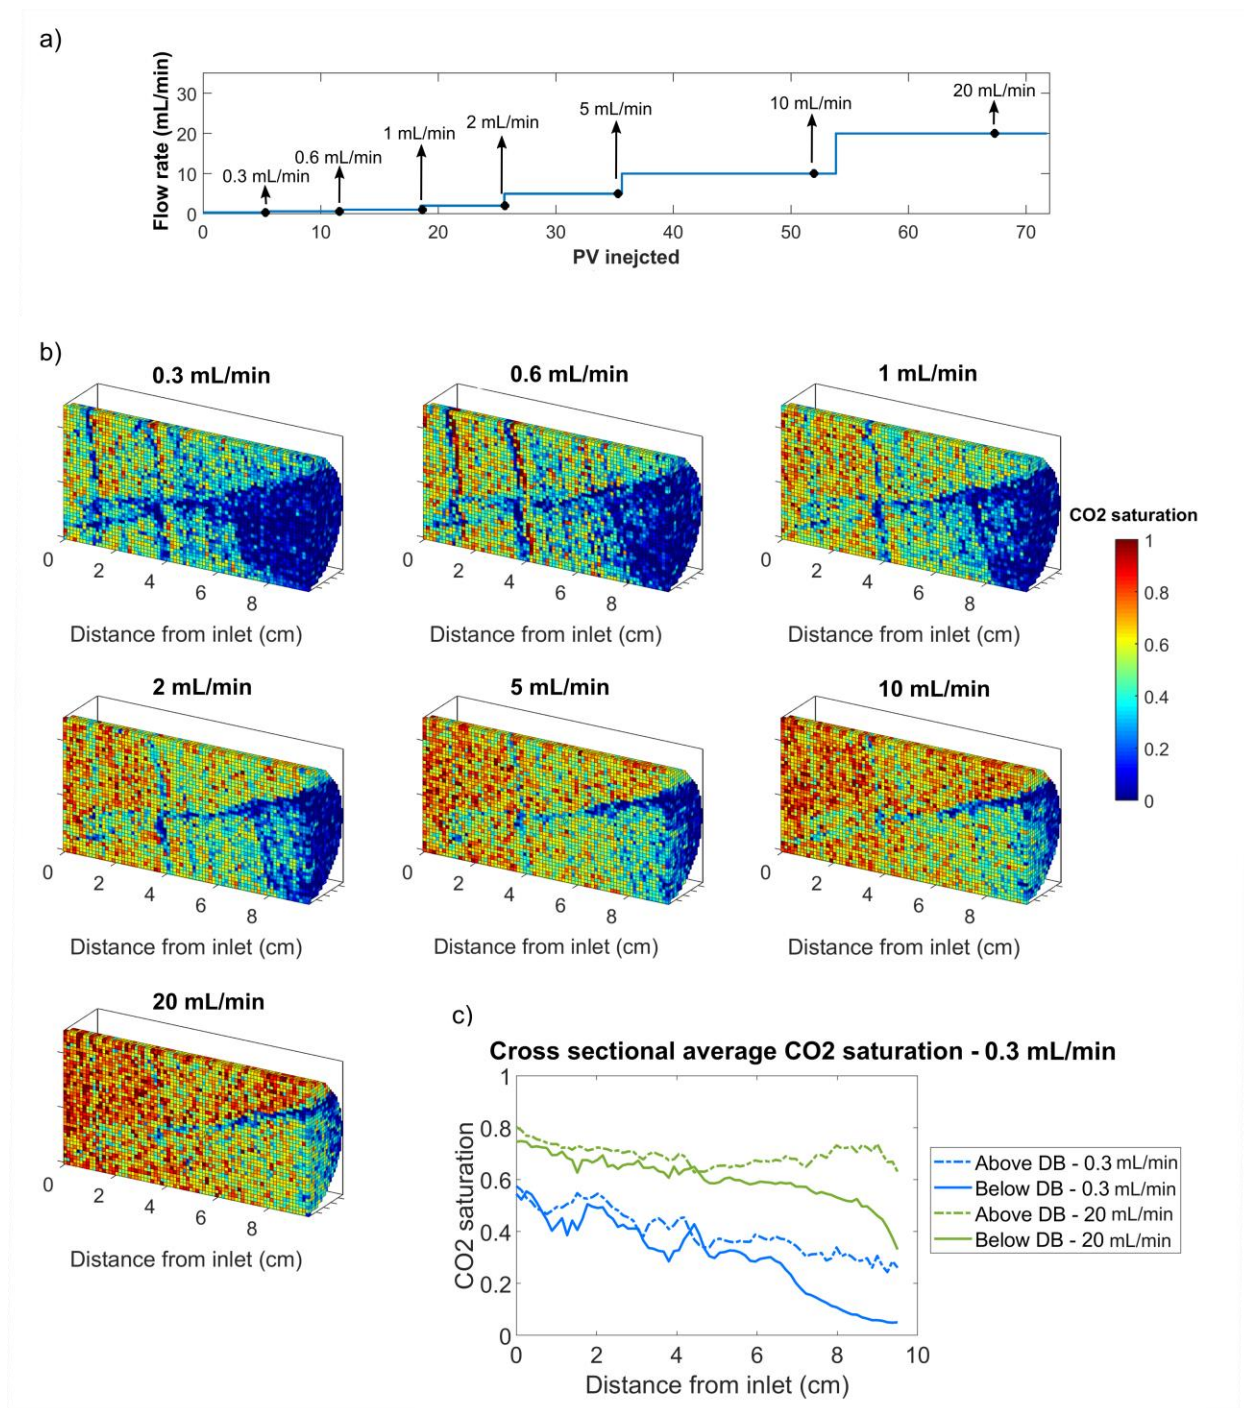 a)
Flow rate (mL/min)
30
20
10
0
0.3 mL/min
0.6 mL/min
1 mL/min
2 mL/min
5 mL/min
10 mL/min
20 mL/min
0 10 20 30 40 50 60 70
PV inejcted
b)
0.3 mL/min
0 2 4 6 8
Distance from inlet (cm)
0.6 mL/min
0 2 4 6 8
Distance from inlet (cm)
1 mL/min
0 2 4 6 8
Distance from inlet (cm)
CO2 saturation
1
0.8
0.6
0.4
0.2
0
2 mL/min
0 2 4 6 8
Distance from inlet (cm)
5 mL/min
0 2 4 6 8
Distance from inlet (cm)
10 mL/min
0 2 4 6 8
Distance from inlet (cm)
20 mL/min
0 2 4 6 8
Distance from inlet (cm)
c)
Cross sectional average CO2 saturation - 0.3 mL/min
CO2 saturation
1
0.8
0.6
0.4
0.2
0
0 2 4 6 8 10
Distance from inlet (cm)
Above DB - 0.3 mL/min
Below DB - 0.3 mL/min
Above DB - 20 mL/min
Below DB - 20 mL/min